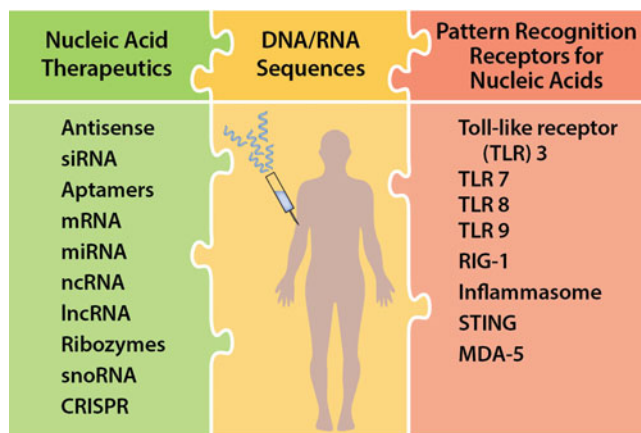 Nucleic Acid
Therapeutics
DNA/RNA
Sequences
Pattern Recognition
Receptors for
Nucleic Acids
Antisense
siRNA
Aptamers
mRNA
miRNA
ncRNA
lncRNA
Ribozymes
snoRNA
CRISPR
Toll-like receptor
(TLR) 3
TLR 7
TLR 8
TLR 9
RIG-1
Inflammasome
STING
MDA-5